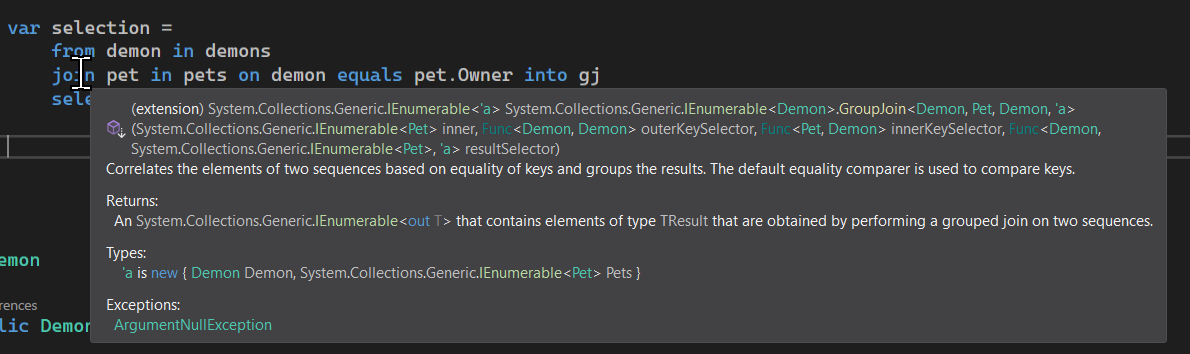 var selection =
from demon in demons
join pet in pets on demon equals pet.Owner into gj
sele
(extension) System.Collections.Generic.IEnumerable<'a> System.Collections.Generic.IEnumerable<Demon>.GroupJoin<Demon, Pet, Demon, 'a>
(System.Collections.Generic.IEnumerable<Pet> inner, Func<Demon, Demon> outerKeySelector, Func<Pet, Demon> innerKeySelector, Func<Demon,
System.Collections.Generic.IEnumerable<Pet>, 'a> resultSelector)
Correlates the elements of two sequences based on equality of keys and groups the results. The default equality comparer is used to compare keys.
Returns:
An System.Collections.Generic.IEnumerable<out T> that contains elements of type TResult that are obtained by performing a grouped join on two sequences.
Types:
'a is new { Demon Demon, System.Collections.Generic.IEnumerable<Pet> Pets }
emon
Exceptions:
rences
lic Demon
ArgumentNullException